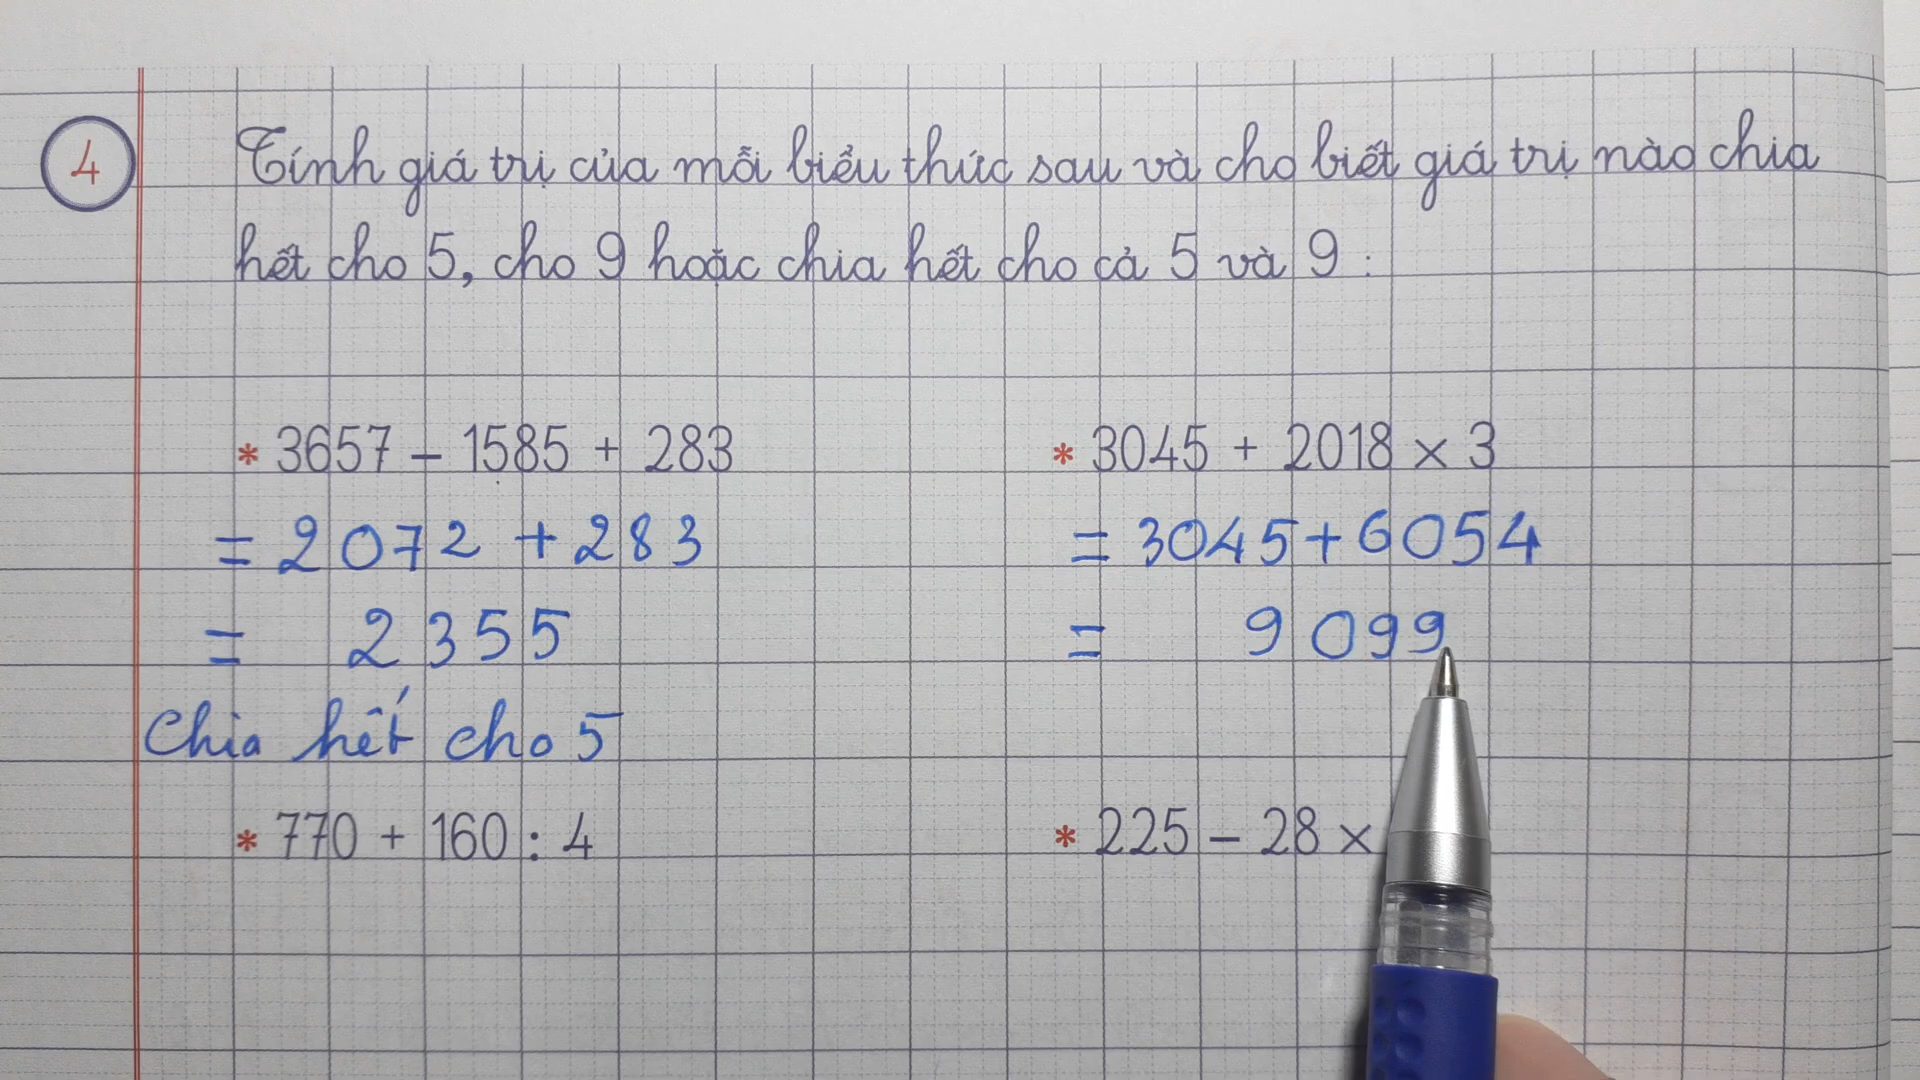 4
Tính giá trị của mỗi biểu thức sau và cho biết giá trị nào chia
hết cho 5, cho 9 hoặc chia hết cho cả 5 và 9 :
* 3657 - 1585 + 283
= 2072 + 283
= 2355
Chia hết cho 5
* 3045 + 2018 × 3
= 3045 + 6054
= 9099
* 770 + 160 : 4
* 225 - 28 ×